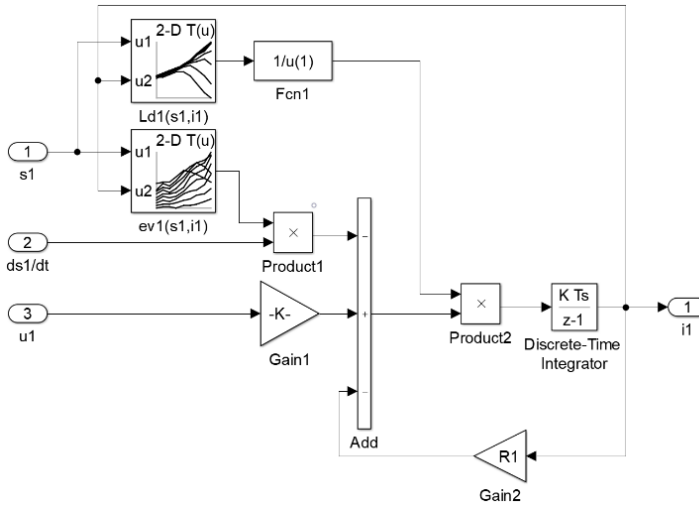 2-D T(u)
u1
u2
Ld1(s1,i1)
1/u(1)
Fcn1
1
s1
2-D T(u)
u1
u2
ev1(s1,i1)
2
ds1/dt
×
Product1
3
u1
-K-
Gain1
−
+
−
Add
×
Product2
K Ts
z-1
Discrete-Time
Integrator
1
i1
R1
Gain2